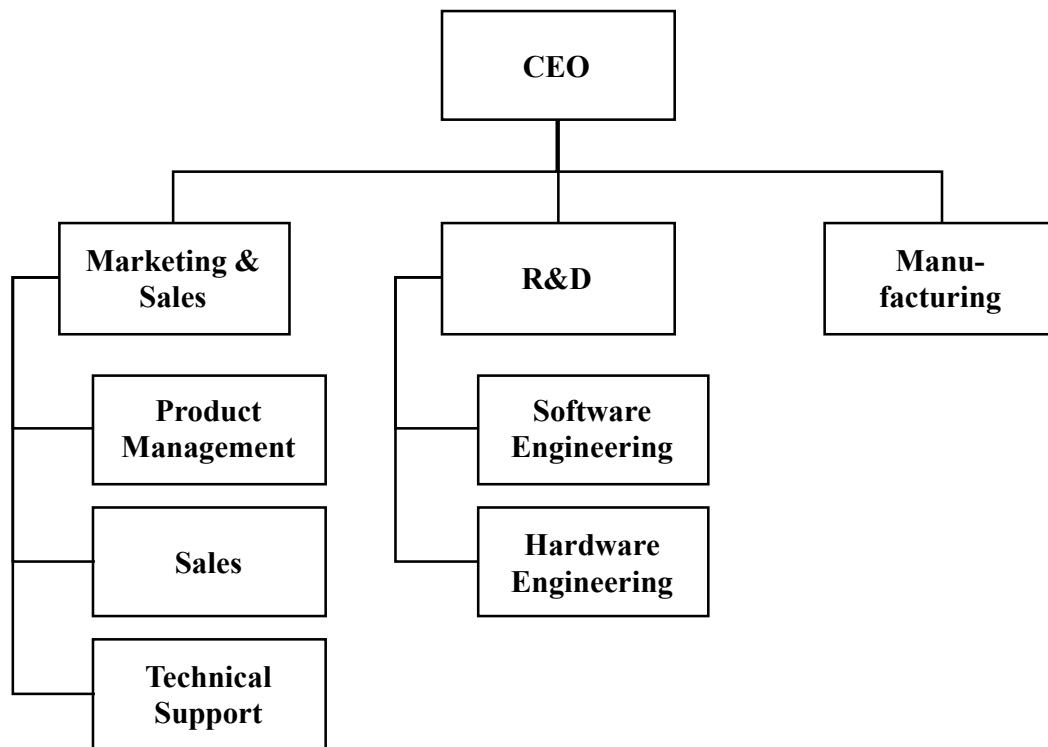 CEO
Marketing &
Sales
R&D
Manu-
facturing
Product
Management
Software
Engineering
Sales
Hardware
Engineering
Technical
Support